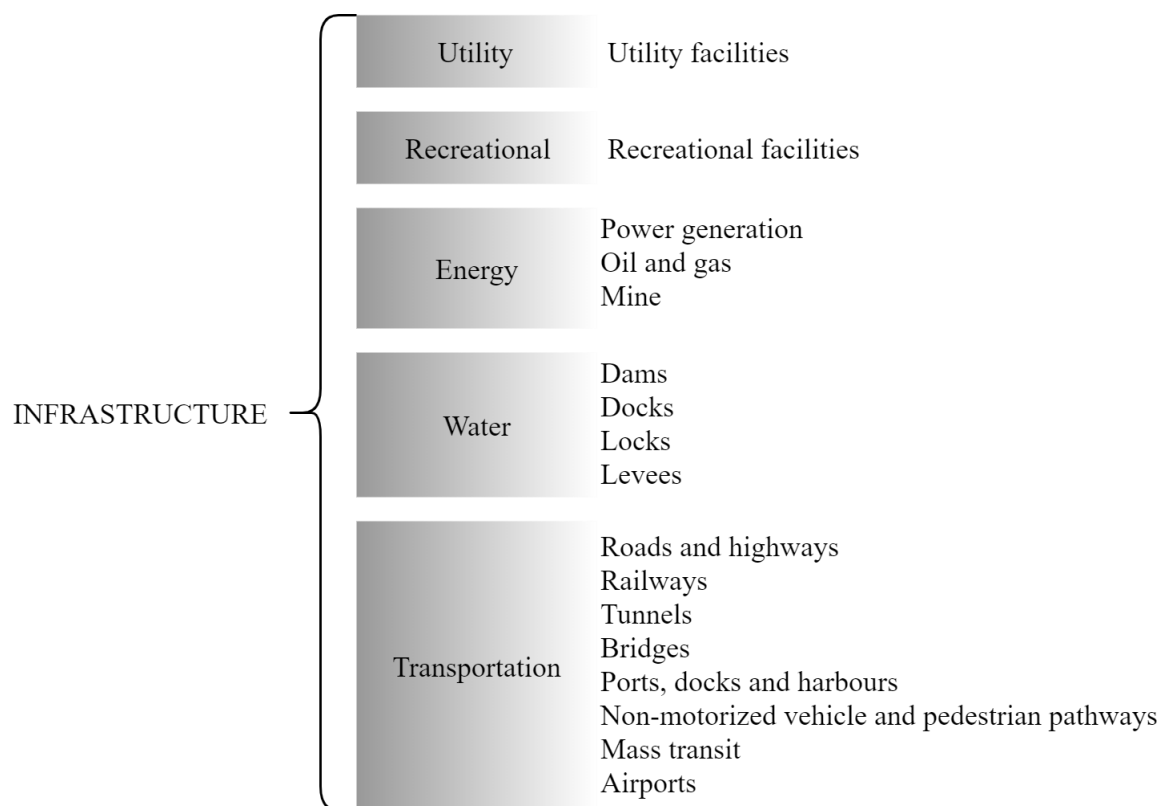 INFRASTRUCTURE
Utility
Utility facilities
Recreational
Recreational facilities
Energy
Power generation
Oil and gas
Mine
Water
Dams
Docks
Locks
Levees
Transportation
Roads and highways
Railways
Tunnels
Bridges
Ports, docks and harbours
Non-motorized vehicle and pedestrian pathways
Mass transit
Airports